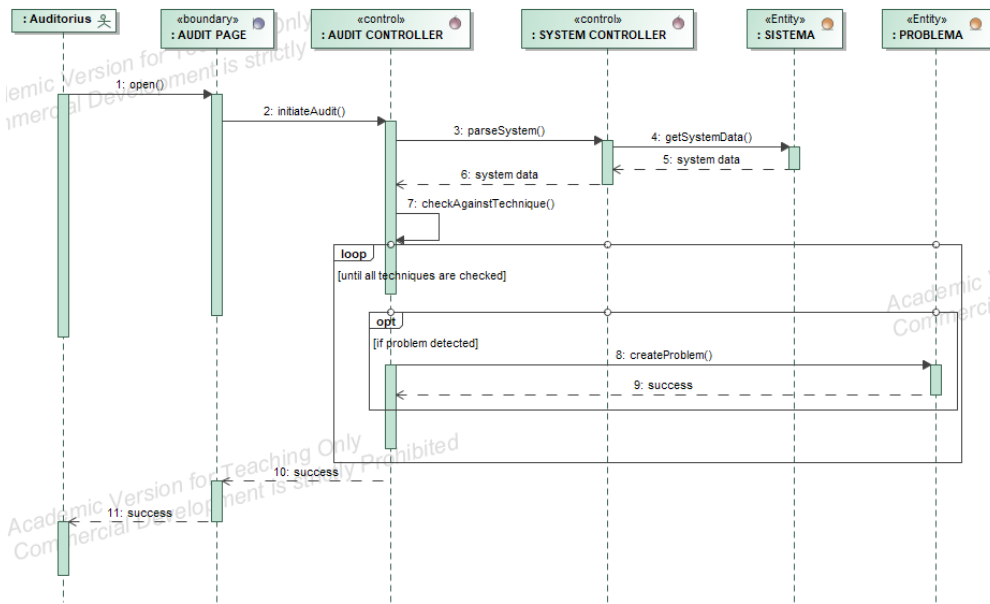 : Auditorius
«boundary»
: AUDIT PAGE
«control»
: AUDIT CONTROLLER
«control»
: SYSTEM CONTROLLER
«Entity»
: SISTEMA
«Entity»
: PROBLEMA
1: open()
2: initiateAudit()
3: parseSystem()
4: getSystemData()
5: system data
6: system data
7: checkAgainstTechnique()
loop
[until all techniques are checked]
opt
[if problem detected]
8: createProblem()
9: success
10: success
11: success
Academic Version for Teaching Only
Commercial Development is strictly Prohibited